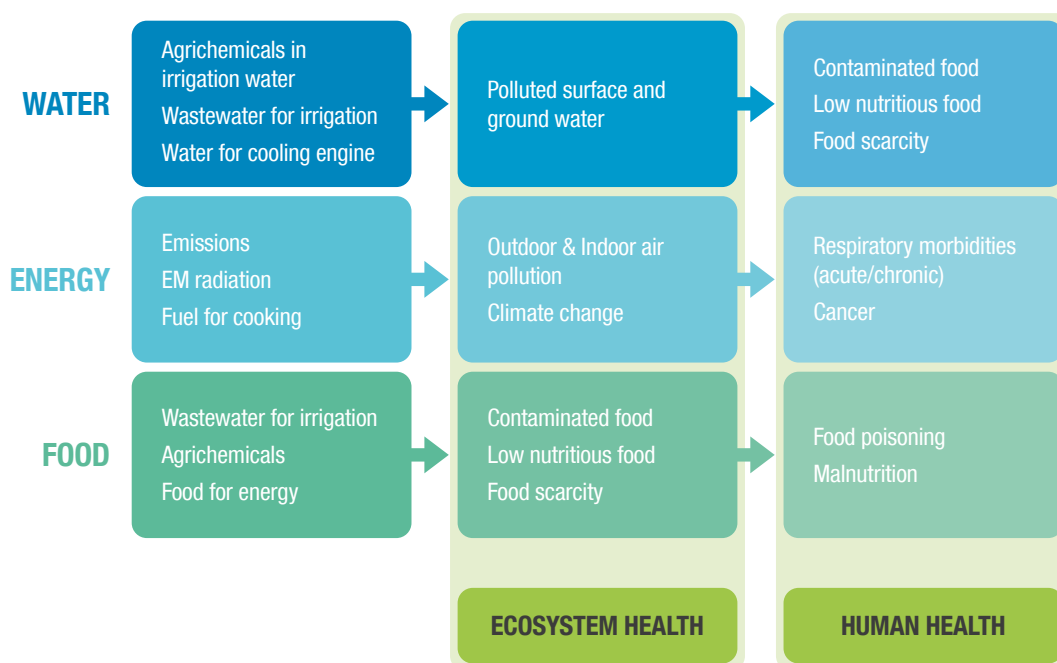 WATER
Agrichemicals in
irrigation water
Wastewater for irrigation
Water for cooling engine
Polluted surface and
ground water
Contaminated food
Low nutritious food
Food scarcity
ENERGY
Emissions
EM radiation
Fuel for cooking
Outdoor & Indoor air
pollution
Climate change
Respiratory morbidities
(acute/chronic)
Cancer
FOOD
Wastewater for irrigation
Agrichemicals
Food for energy
Contaminated food
Low nutritious food
Food scarcity
Food poisoning
Malnutrition
ECOSYSTEM HEALTH
HUMAN HEALTH